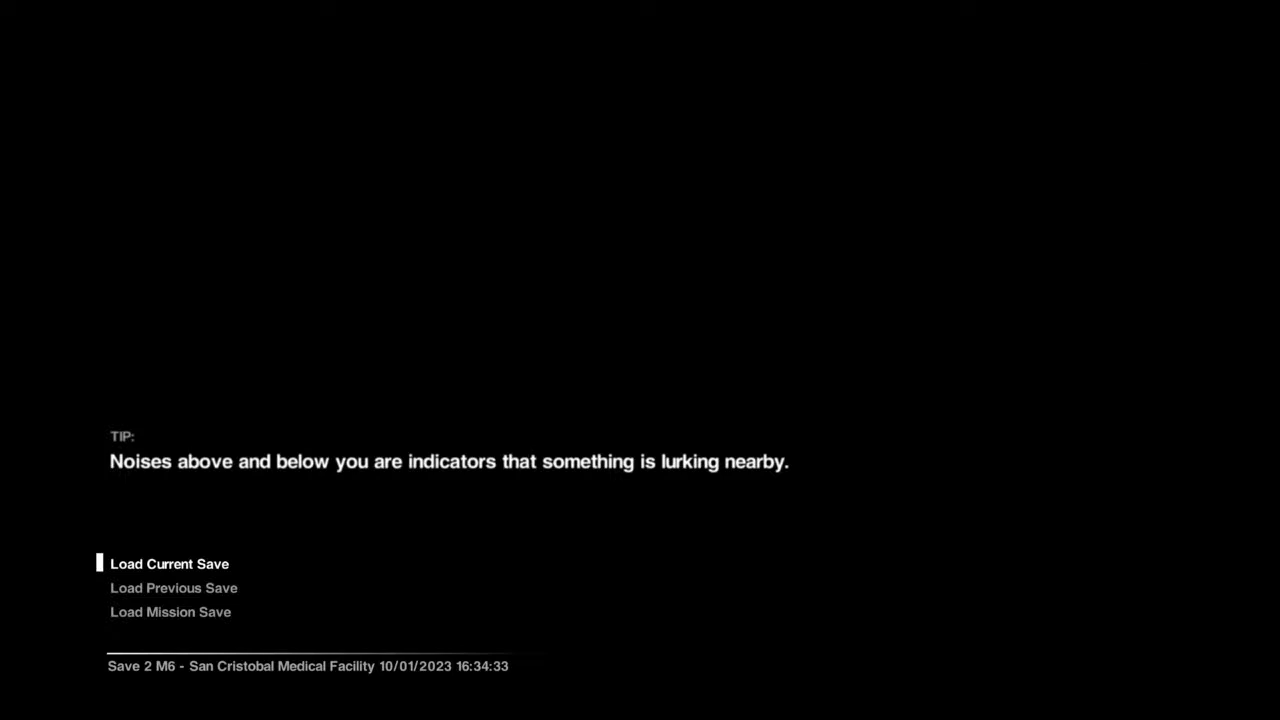 TIP:
Noises above and below you are indicators that something is lurking nearby.
Load Current Save
Load Previous Save
Load Mission Save
Save 2 M6 - San Cristobal Medical Facility 10/01/2023 16:34:33